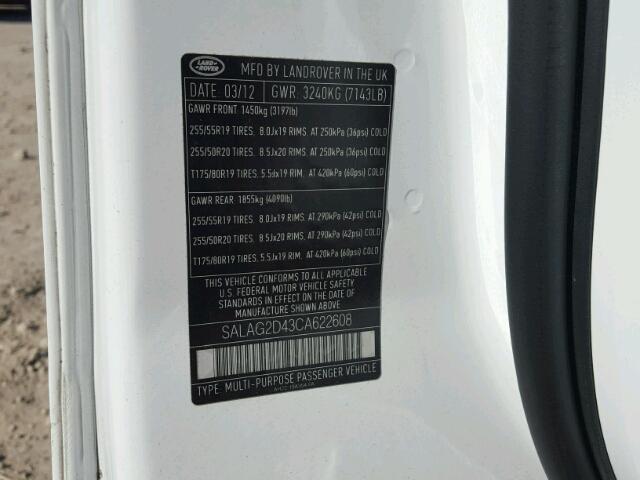 LAND
ROVER
MFD BY LANDROVER IN THE UK
DATE 03/12 GWR. 3240KG (7143LB)
GAWR FRONT 1450kg (3197lb)
255/55R19 TIRES. 8.0Jx19 RIMS. AT 250kPa (36psi) COLD
255/50R20 TIRES. 8.5Jx20 RIMS. AT 250kPa (36psi) COLD
T175/80R19 TIRES. 5.5Jx19 RIM. AT 420kPa (60psi) COLD
GAWR REAR 1855kg (4090lb)
255/55R19 TIRES. 8.0Jx19 RIMS. AT 290kPa (42psi) COLD
255/50R20 TIRES. 8.5Jx20 RIMS. AT 290kPa (42psi) COLD
T175/80R19 TIRES. 5.5Jx19 RIM. AT 420kPa (60psi) COLD
THIS VEHICLE CONFORMS TO ALL APPLICABLE
U.S. FEDERAL MOTOR VEHICLE SAFETY
STANDARDS IN EFFECT ON THE DATE OF
MANUFACTURE SHOWN ABOVE.
SALAG2D43CA622608
TYPE: MULTI-PURPOSE PASSENGER VEHICLE